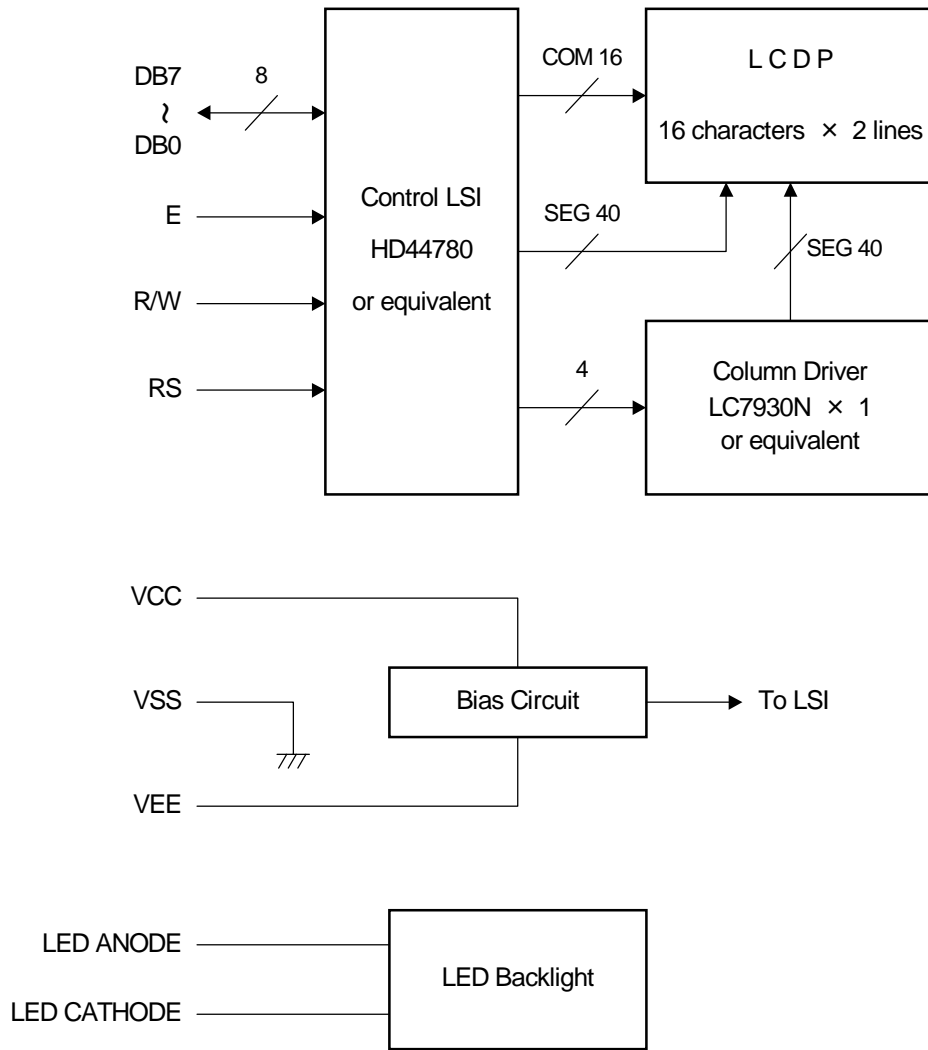 DB7
~
DB0
8
E
R/W
RS
Control LSI
HD44780
or equivalent
COM 16
SEG 40
4
L C D P
16 characters × 2 lines
SEG 40
Column Driver
LC7930N × 1
or equivalent
VCC
VSS
VEE
Bias Circuit
To LSI
LED ANODE
LED CATHODE
LED Backlight